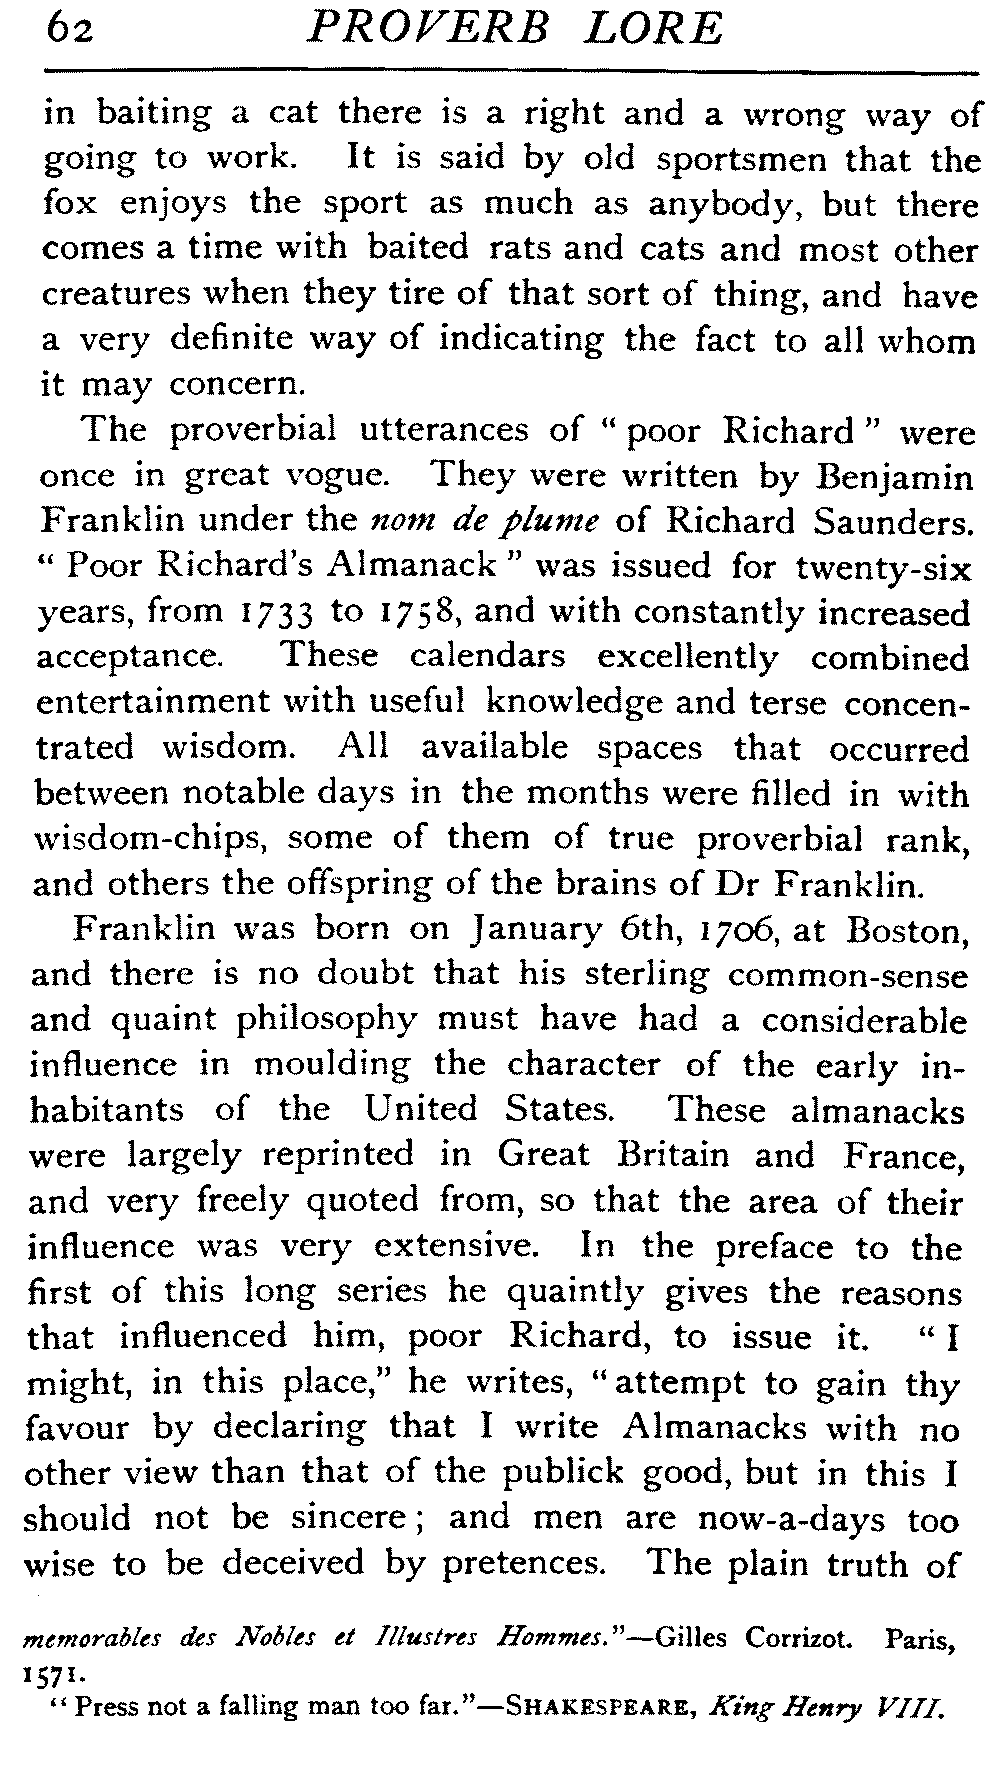 62 PROVERB LORE
in baiting a cat there is a right and a wrong way of
going to work. It is said by old sportsmen that the
fox enjoys the sport as much as anybody, but there
comes a time with baited rats and cats and most other
creatures when they tire of that sort of thing, and have
a very definite way of indicating the fact to all whom
it may concern.
The proverbial utterances of “ poor Richard ” were
once in great vogue. They were written by Benjamin
Franklin under the nom de plume of Richard Saunders.
“ Poor Richard's Almanack ” was issued for twenty-six
years, from 1733 to 1758, and with constantly increased
acceptance. These calendars excellently combined
entertainment with useful knowledge and terse concen-
trated wisdom. All available spaces that occurred
between notable days in the months were filled in with
wisdom-chips, some of them of true proverbial rank,
and others the offspring of the brains of Dr Franklin.
Franklin was born on January 6th, 1706, at Boston,
and there is no doubt that his sterling common-sense
and quaint philosophy must have had a considerable
influence in moulding the character of the early in-
habitants of the United States. These almanacks
were largely reprinted in Great Britain and France,
and very freely quoted from, so that the area of their
influence was very extensive. In the preface to the
first of this long series he quaintly gives the reasons
that influenced him, poor Richard, to issue it. “ I
might, in this place,” he writes, “ attempt to gain thy
favour by declaring that I write Almanacks with no
other view than that of the publick good, but in this I
should not be sincere ; and men are now-a-days too
wise to be deceived by pretences. The plain truth of
memorables des Nobles et Illustres Hommes.”—Gilles Corrizot. Paris,
1571.
“ Press not a falling man too far.”—SHAKESPEARE, King Henry VIII.